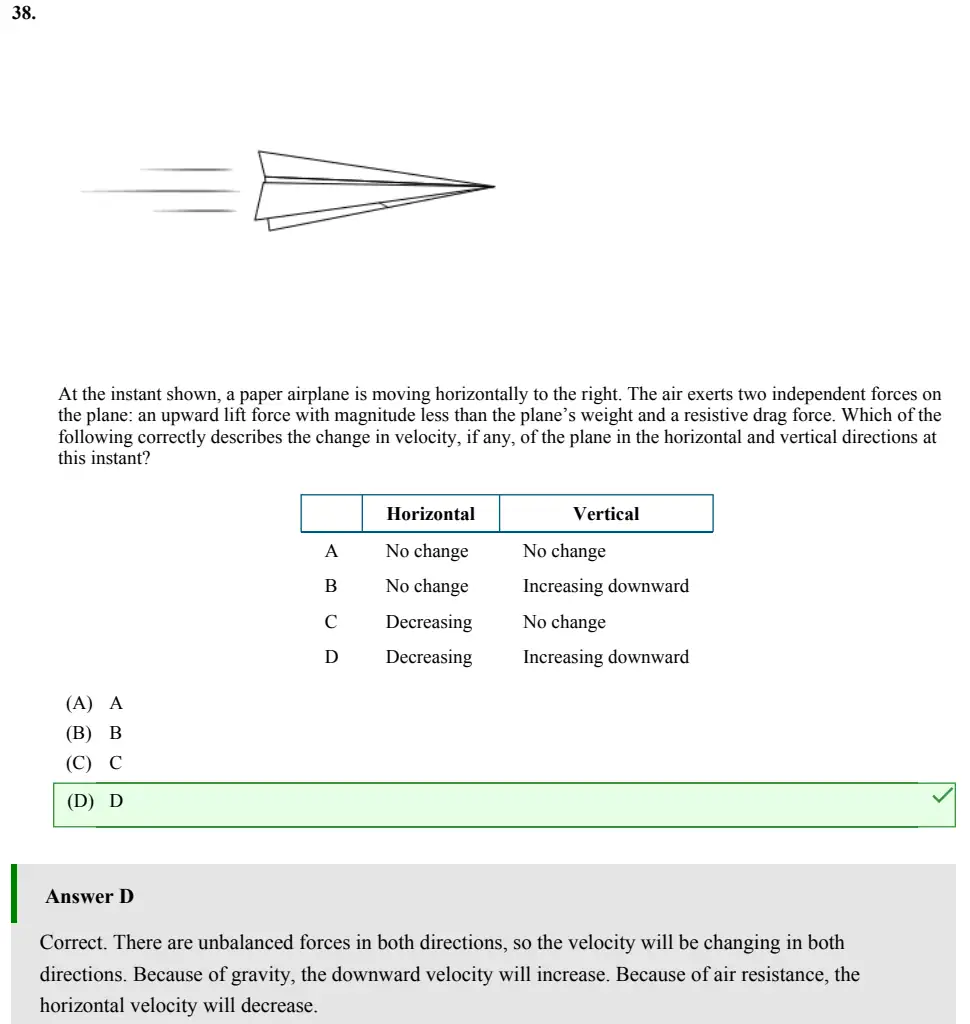 38.
At the instant shown, a paper airplane is moving horizontally to the right. The air exerts two independent forces on
the plane: an upward lift force with magnitude less than the plane’s weight and a resistive drag force. Which of the
following correctly describes the change in velocity, if any, of the plane in the horizontal and vertical directions at
this instant?
Horizontal Vertical
A No change No change
B No change Increasing downward
C Decreasing No change
D Decreasing Increasing downward
(A) A
(B) B
(C) C
(D) D
Answer D
Correct. There are unbalanced forces in both directions, so the velocity will be changing in both
directions. Because of gravity, the downward velocity will increase. Because of air resistance, the
horizontal velocity will decrease.